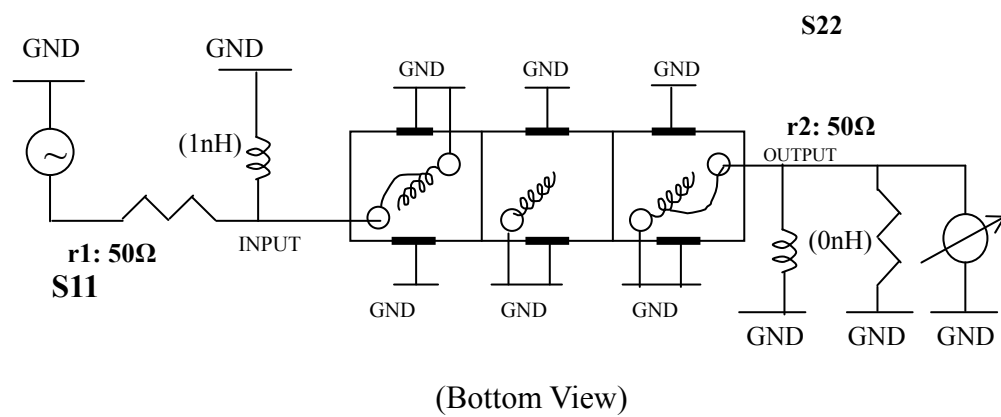 S22
GND
GND
GND
GND
GND
(1nH)
r2: 50Ω
OUTPUT
INPUT
r1: 50Ω
S11
(0nH)
GND
GND
GND
GND
GND
GND
(Bottom View)